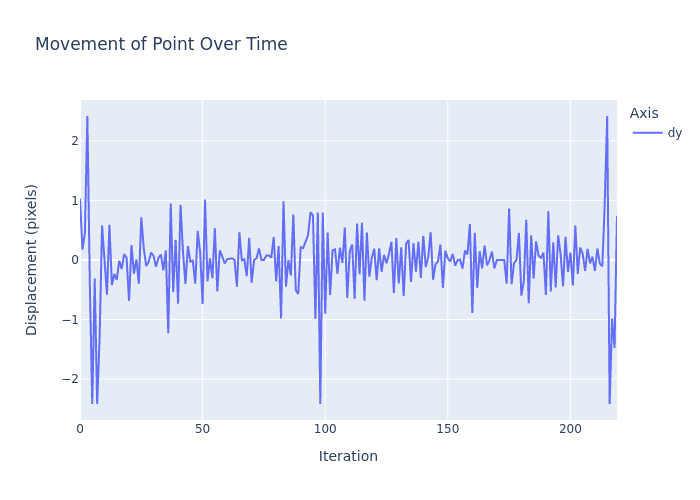 Movement of Point Over Time
Axis
dy
2
1
0
−1
−2
Displacement (pixels)
0
50
100
150
200
Iteration